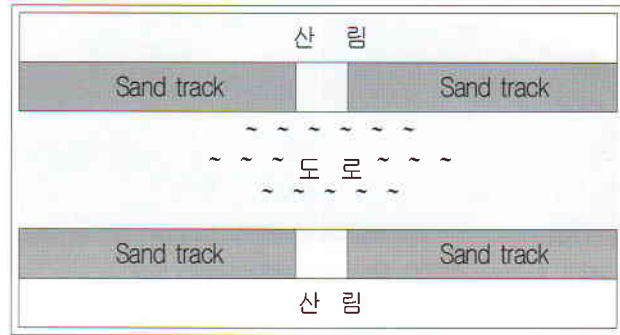 산 림
Sand track Sand track
~ ~ ~ ~ ~ ~
~ ~ ~ 도 로 ~ ~ ~
~ ~ ~ ~ ~
Sand track Sand track
산 림